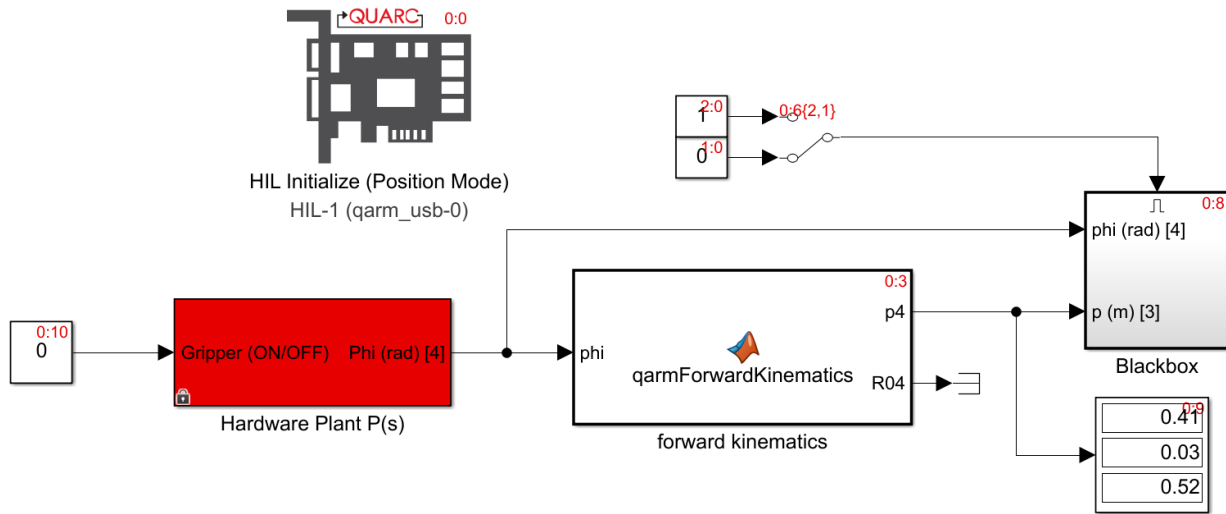 QUARC
0:0
HIL Initialize (Position Mode)
HIL-1 (qarm_usb-0)
2:0
1
1:0
0
0:6{2,1}
0:8
phi (rad) [4]
p (m) [3]
Blackbox
0:10
0
Gripper (ON/OFF)
Phi (rad) [4]
Hardware Plant P(s)
0:3
phi
qarmForwardKinematics
p4
R04
forward kinematics
0:9
0.41
0.03
0.52